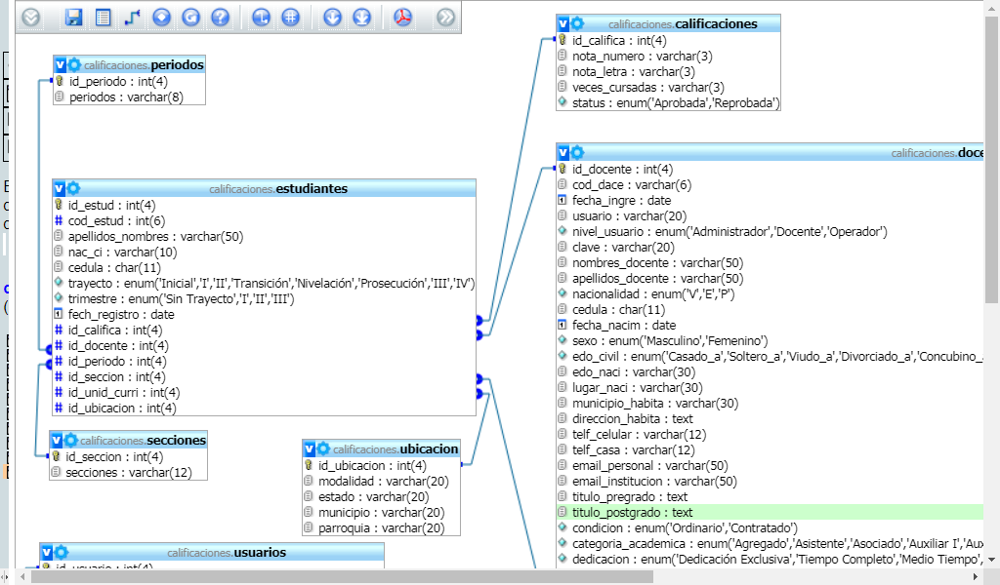 calificaciones.periodos
id_periodo : int(4)
periodos : varchar(8)
calificaciones.estudiantes
id_estud : int(4)
cod_estud : int(6)
apellidos_nombres : varchar(50)
nac_ci : varchar(10)
cedula : char(11)
trayecto : enum('Inicial','I','II','Transición','Nivelación','Prosecución','III','IV')
trimestre : enum('Sin Trayecto','I','II','III')
fech_registro : date
id_califica : int(4)
id_docente : int(4)
id_periodo : int(4)
id_seccion : int(4)
id_unid_curri : int(4)
id_ubicacion : int(4)
calificaciones.secciones
id_seccion : int(4)
secciones : varchar(12)
calificaciones.ubicacion
id_ubicacion : int(4)
modalidad : varchar(20)
estado : varchar(20)
municipio : varchar(20)
parroquia : varchar(20)
calificaciones.usuarios
id_usuario : int(4)
calificaciones.calificaciones
id_califica : int(4)
nota_numero : varchar(3)
nota_letra : varchar(3)
veces_cursadas : varchar(3)
status : enum('Aprobada','Reprobada')
calificaciones.doce
id_docente : int(4)
cod_dace : varchar(6)
fecha_ingre : date
usuario : varchar(20)
nivel_usuario : enum('Administrador','Docente','Operador')
clave : varchar(20)
nombres_docente : varchar(50)
apellidos_docente : varchar(50)
nacionalidad : enum('V','E','P')
cedula : char(11)
fecha_nacim : date
sexo : enum('Masculino','Femenino')
edo_civil : enum('Casado_a','Soltero_a','Viudo_a','Divorciado_a','Concubino_
edo_naci : varchar(30)
lugar_naci : varchar(30)
municipio_habita : varchar(30)
direccion_habita : text
telf_celular : varchar(12)
telf_casa : varchar(12)
email_personal : varchar(50)
email_institucion : varchar(50)
titulo_pregrado : text
titulo_postgrado : text
condicion : enum('Ordinario','Contratado')
categoria_academica : enum('Agregado','Asistente','Asociado','Auxiliar I','Aux
dedicacion : enum('Dedicación Exclusiva','Tiempo Completo','Medio Tiempo',